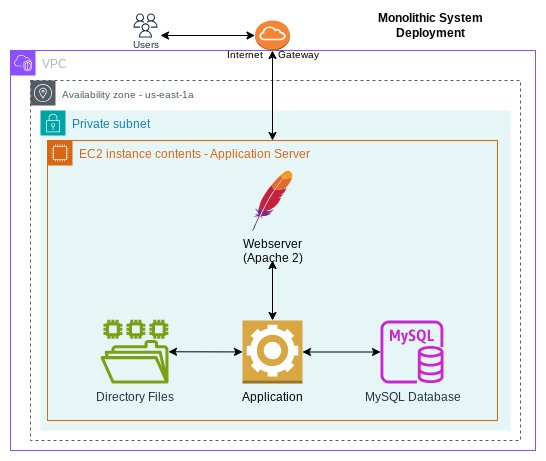 Monolithic System
Deployment
Users
Internet Gateway
VPC
Availability zone - us-east-1a
Private subnet
EC2 instance contents - Application Server
Webserver
(Apache 2)
MySQL
Directory Files
Application
MySQL Database